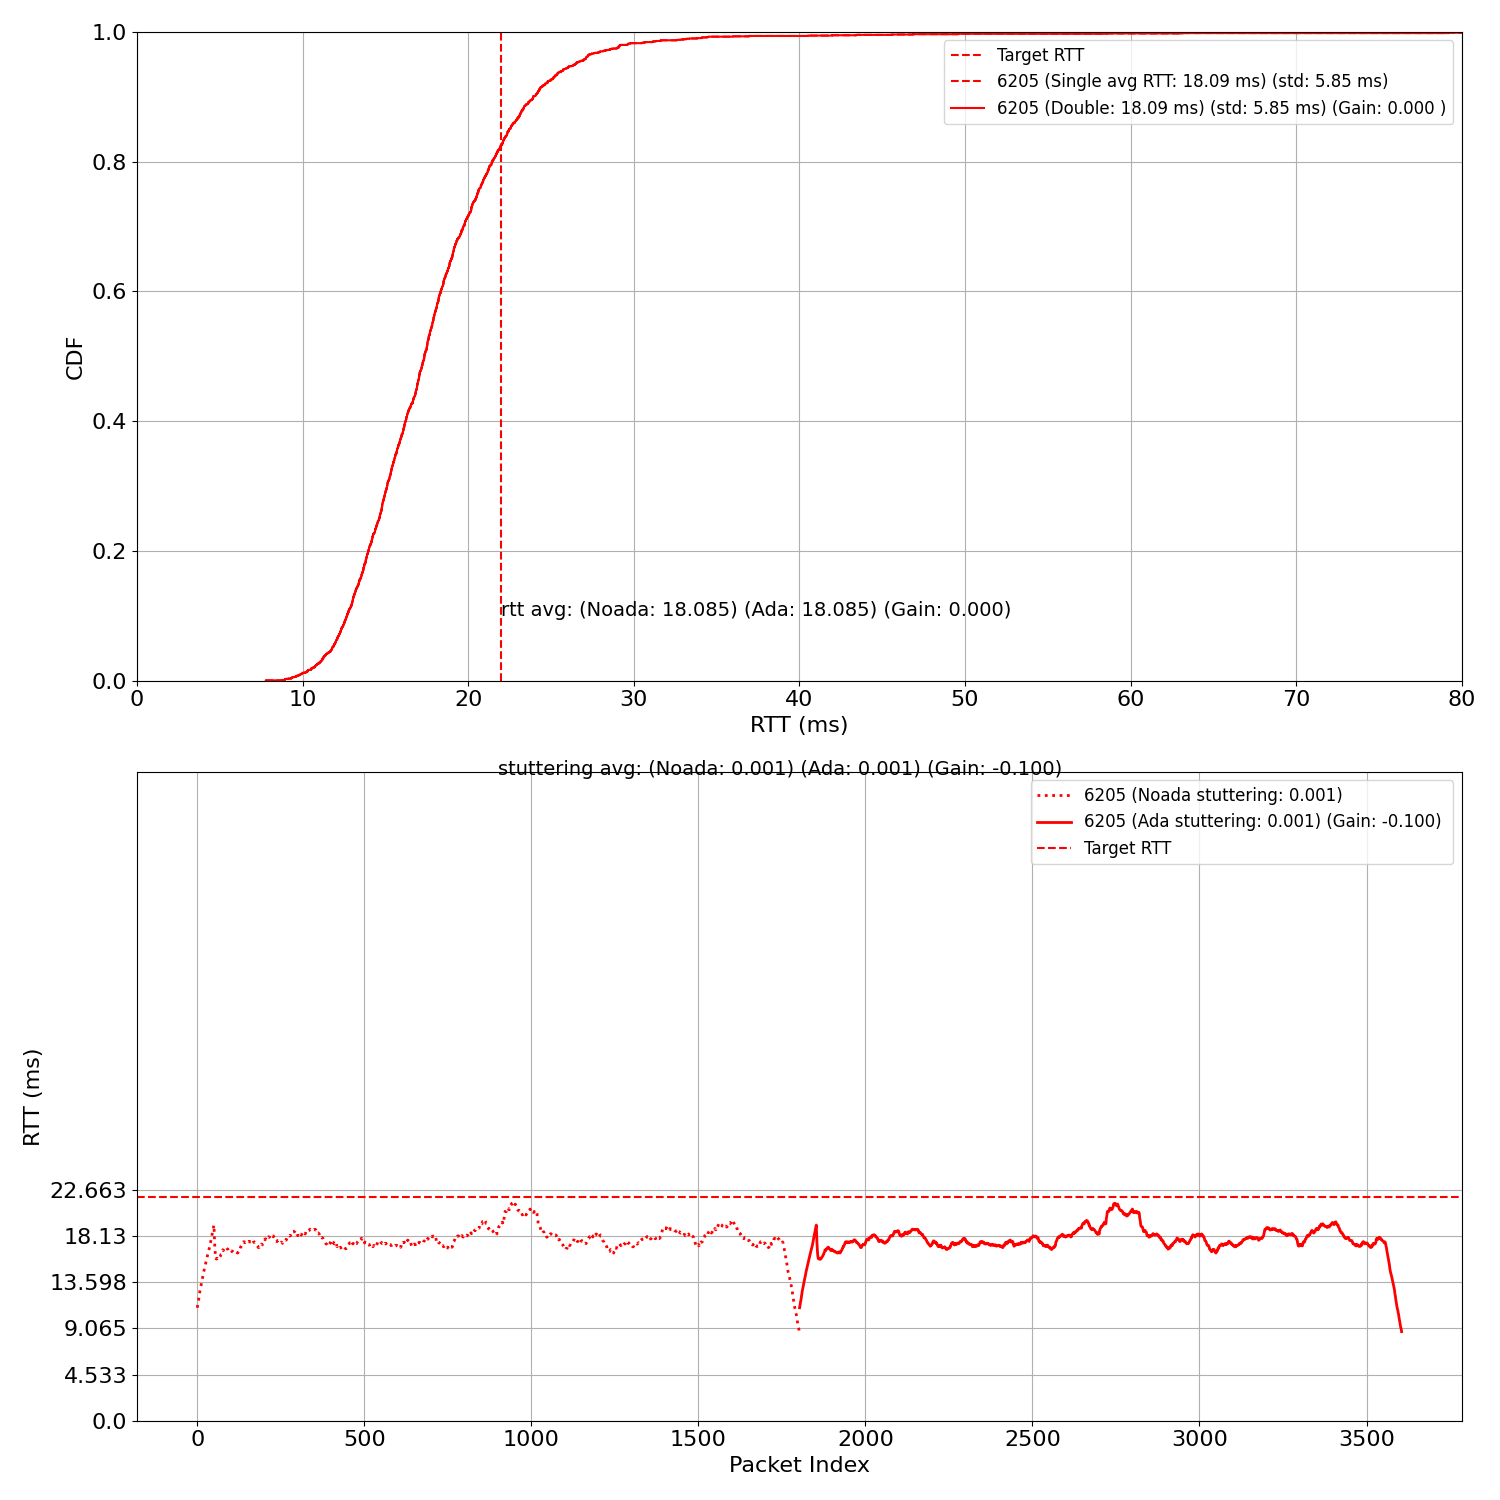 1.0
0.8
0.6
0.4
0.2
0.0
CDF
Target RTT
6205 (Single avg RTT: 18.09 ms) (std: 5.85 ms)
6205 (Double: 18.09 ms) (std: 5.85 ms) (Gain: 0.000 )
rtt avg: (Noada: 18.085) (Ada: 18.085) (Gain: 0.000)
0 10 20 30 40 50 60 70 80
RTT (ms)
stuttering avg: (Noada: 0.001) (Ada: 0.001) (Gain: -0.100)
6205 (Noada stuttering: 0.001)
6205 (Ada stuttering: 0.001) (Gain: -0.100)
Target RTT
RTT (ms)
22.663
18.13
13.598
9.065
4.533
0.0
0 500 1000 1500 2000 2500 3000 3500
Packet Index